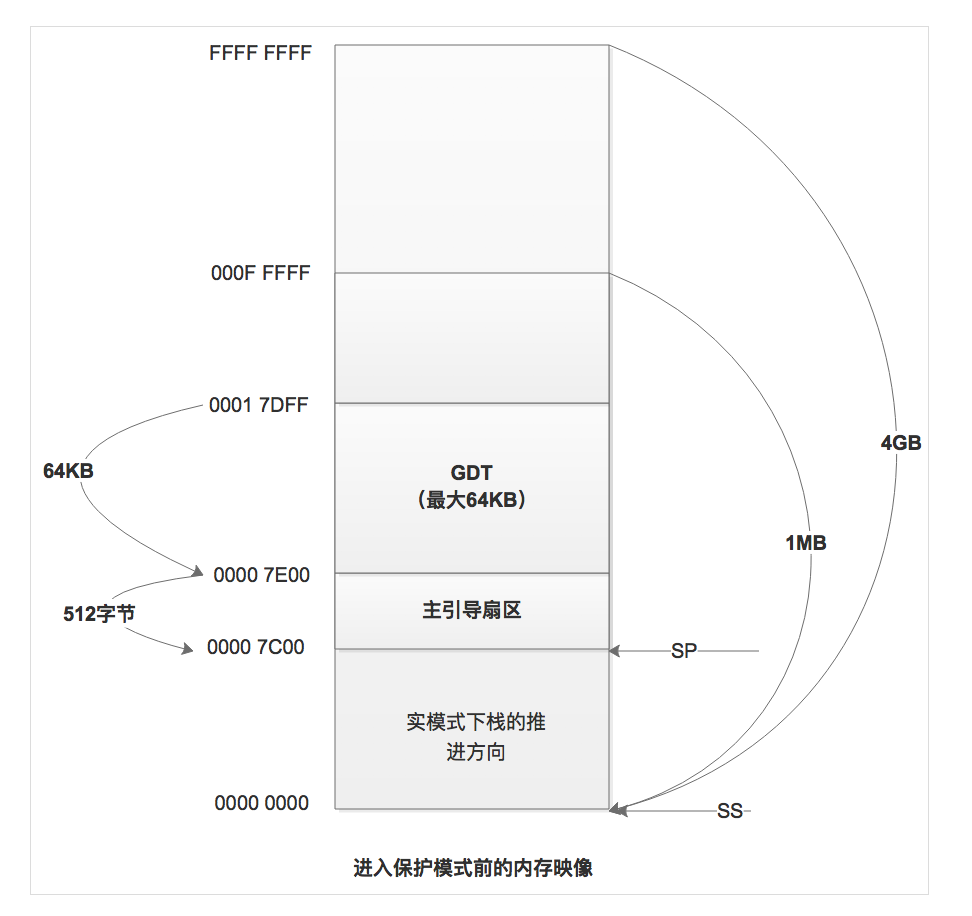 FFFF FFFF
000F FFFF
0001 7DFF
4GB
64KB
GDT
（最大64KB）
1MB
0000 7E00
512字节
主引导扇区
0000 7C00
SP
实模式下栈的推
进方向
0000 0000
SS
进入保护模式前的内存映像